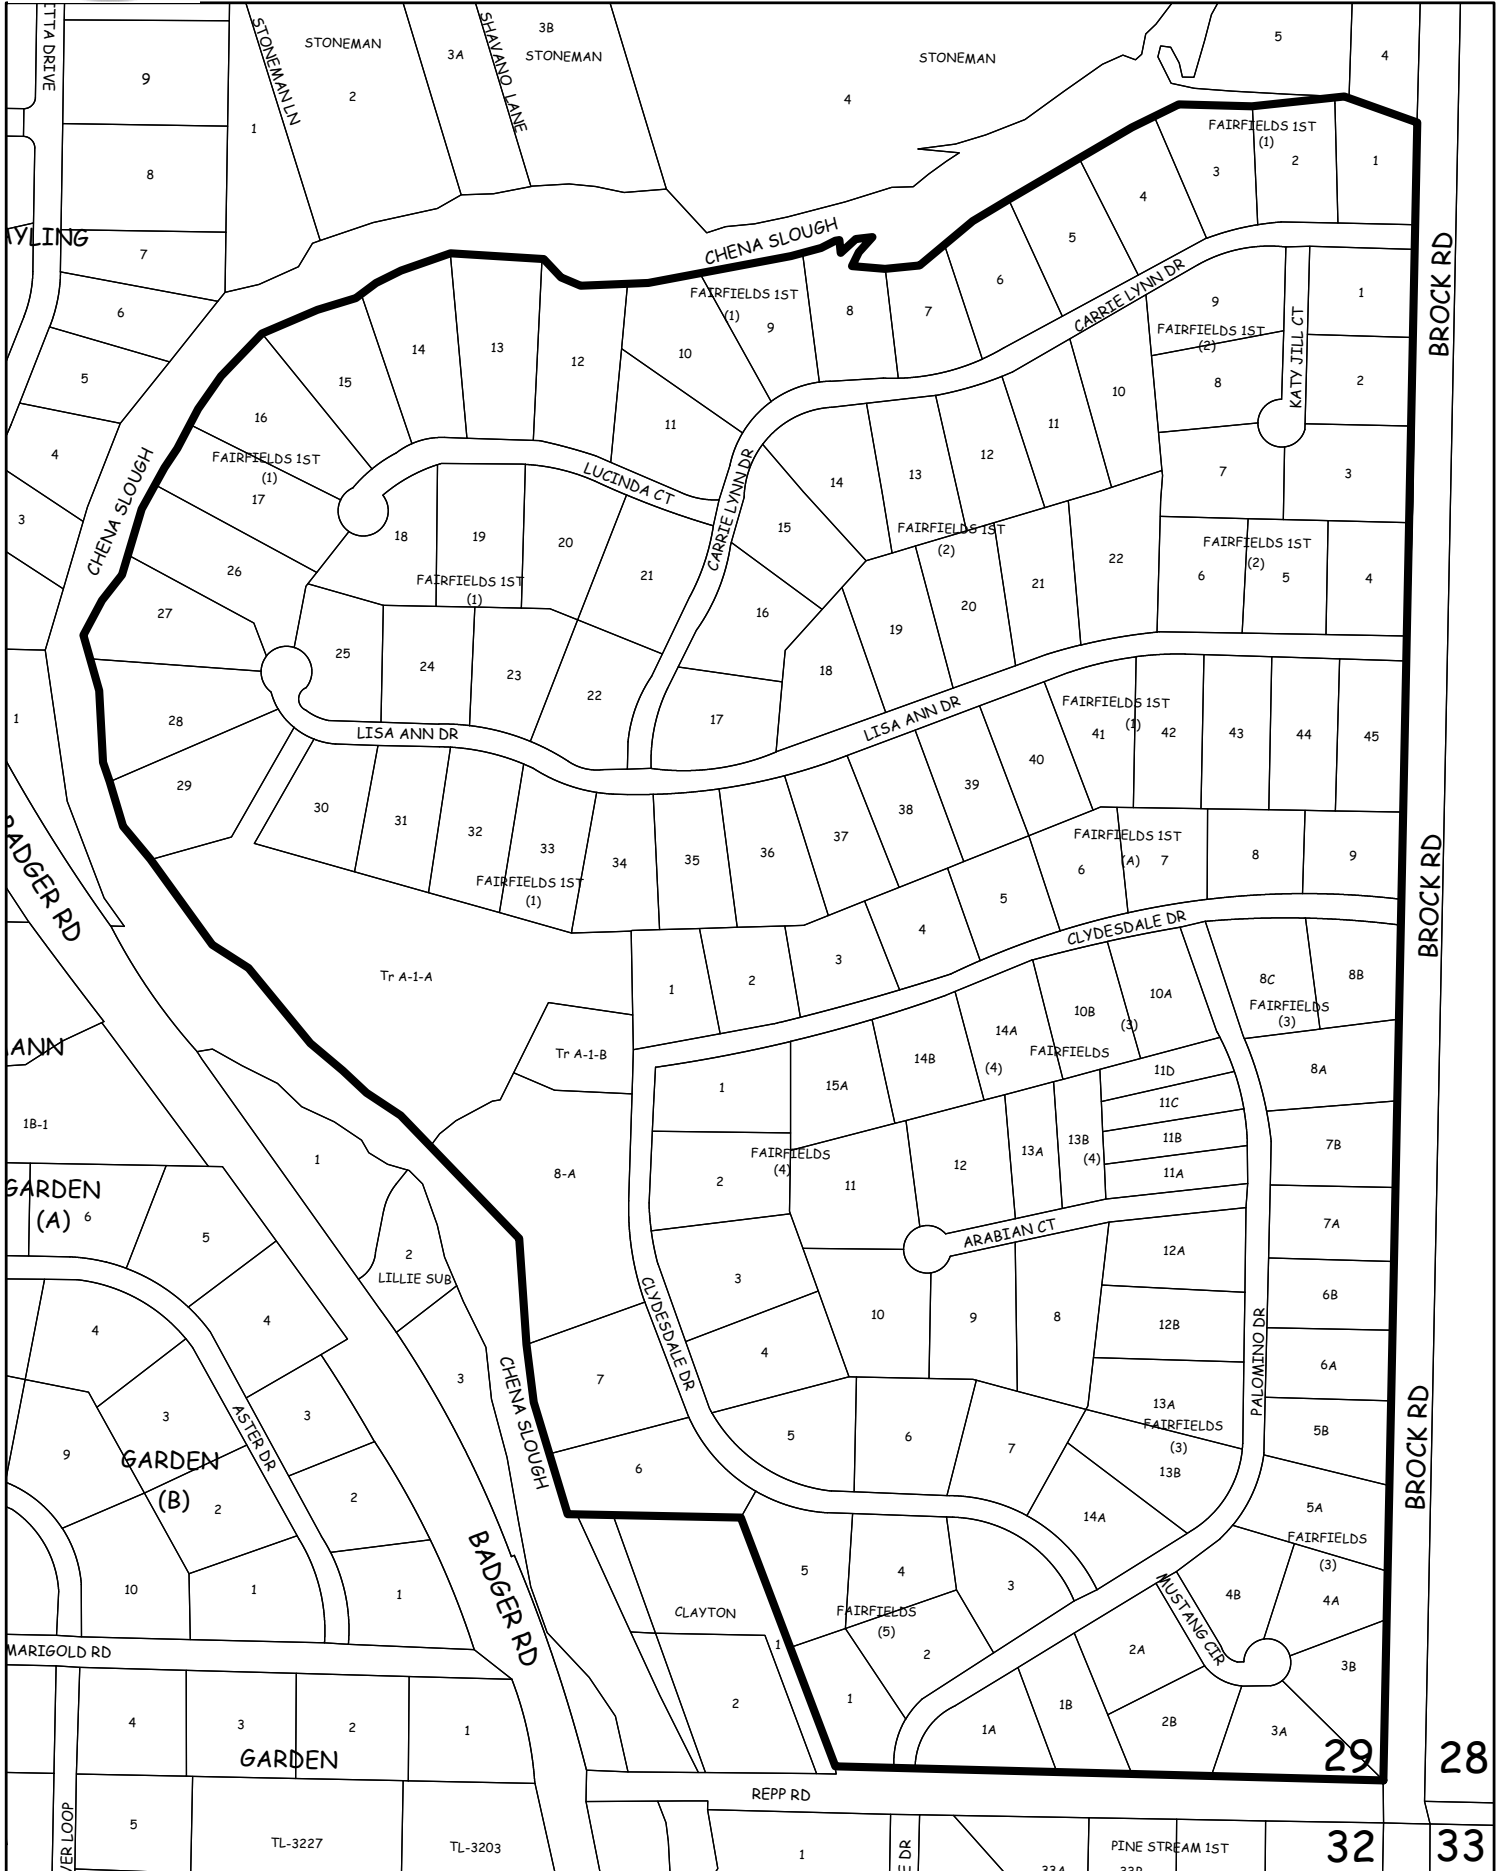 ITTA DRIVE
9
8
7
6
5
4
3
1
STONEMAN LN
1
STONEMAN
2
3A
SHAVANO LANE
3B
STONEMAN
STONEMAN
4
5
4
AYLING
CHENA SLOUGH
CHENA SLOUGH
FAIRFIELDS 1ST
(1)
1
2
3
4
5
6
7
8
FAIRFIELDS 1ST
(1)
9
10
11
12
13
14
15
16
FAIRFIELDS 1ST
(1)
17
18
19
20
21
FAIRFIELDS 1ST
(1)
LUCINDA CT
CARRIE LYNN DR
CARRIE LYNN DR
BROCK RD
KATY JILL CT
9
FAIRFIELDS 1ST
(2)
8
7
1
2
3
10
11
12
13
14
15
16
17
FAIRFIELDS 1ST
(2)
18
19
20
21
22
FAIRFIELDS 1ST
(2)
6
5
4
26
27
28
29
25
24
23
22
LISA ANN DR
LISA ANN DR
30
31
32
33
34
35
36
37
38
39
40
41
42
43
44
45
FAIRFIELDS 1ST
(1)
FAIRFIELDS 1ST
(1)
FAIRFIELDS 1ST
(A)
1
2
3
4
5
6
7
8
9
BROCK RD
CLYDESDALE DR
BADGER RD
Tr A-1-A
Tr A-1-B
8-A
ANN
1B-1
14B
14A
(4)
10B
10A
(3)
FAIRFIELDS
8C
8B
FAIRFIELDS
(3)
8A
7B
7A
6B
6A
5B
5A
1
15A
FAIRFIELDS
(4)
2
11
12
13A
13B
(4)
11D
11C
11B
11A
ARABIAN CT
3
4
10
9
8
12A
12B
13A
FAIRFIELDS
(3)
13B
PALOMINO DR
CLYDESDALE DR
7
6
5
6
7
14A
BROCK RD
GARDEN
(A)
6
5
4
4
3
3
2
2
1
1
9
10
GARDEN
(B)
ASTER DR
1
2
LILLIE SUB
3
CHENA SLOUGH
BADGER RD
CLAYTON
1
2
5
4
3
FAIRFIELDS
(5)
2
1
1A
1B
2A
2B
MUSTANG CIR
4B
FAIRFIELDS
(3)
4A
3B
3A
29
28
MARIGOLD RD
4
3
2
1
GARDEN
REPP RD
VER LOOP
5
TL-3227
TL-3203
1
E DR
33A
33B
PINE STREAM 1ST
32
33